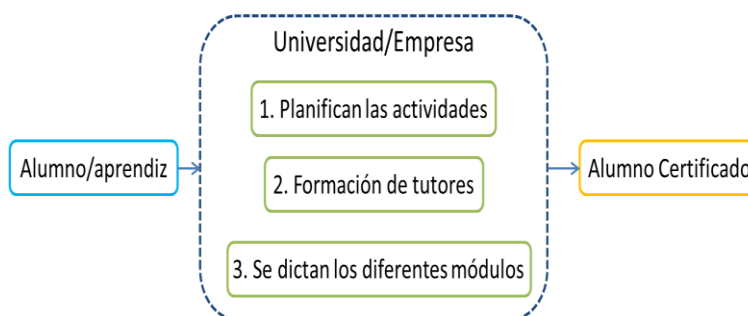 Universidad/Empresa
1. Planifican las actividades
Alumno/aprendiz
2. Formación de tutores
Alumno Certificado
3. Se dictan los diferentes módulos